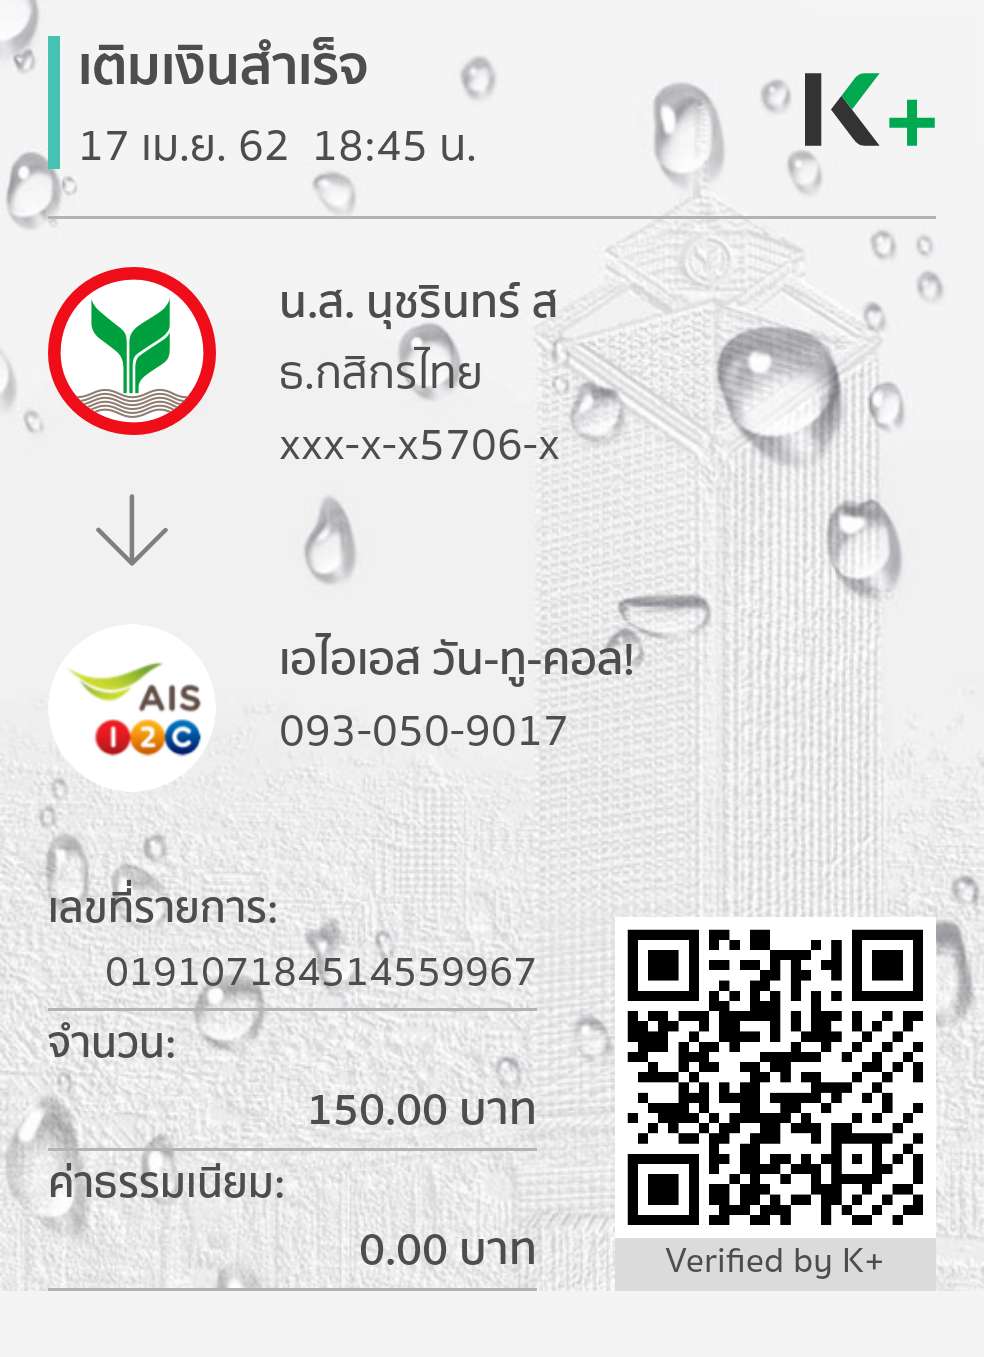 เติมเงินสำเร็จ
17 เม.ย. 62 18:45 น.
K+
น.ส. นุชรินทร์ ส
ธ.กสิกรไทย
xxx-x-x5706-x
เอไอเอส วัน-ทู-คอล!
093-050-9017
AIS
12C
เลขที่รายการ:
019107184514559967
จำนวน:
150.00 บาท
ค่าธรรมเนียม:
0.00 บาท
Verified by K+